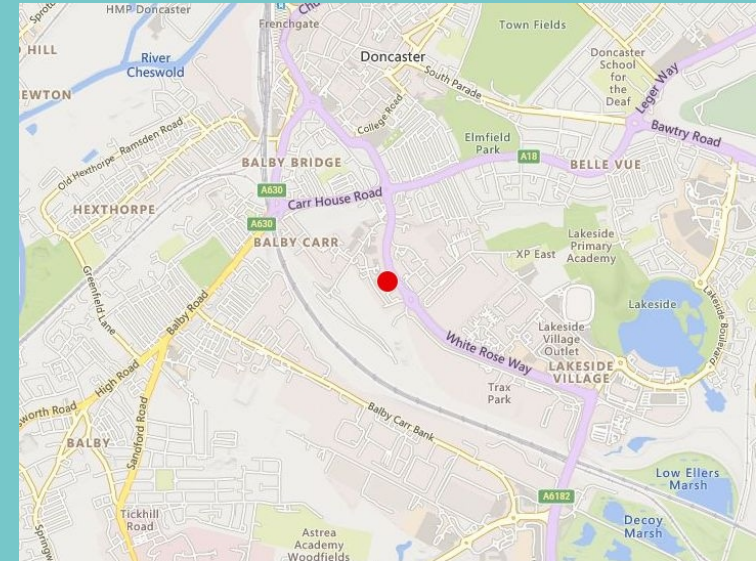 Sprotb
HMP Doncaster
Frenchgate
Town Fields
HILL
River
Cheswold
Doncaster
Doncaster
School
for
the
Deaf
Leger Way
South Parade
EWTON
College Road
Bawtry Road
Old Hexthorpe - Ramsden Road
Elmfield
Park
A18
BALBY BRIDGE
BELLE VUE
A630
Carr House Road
HEXTHORPE
A630
BALBY CARR
Lakeside
Primary
Academy
XP East
Greenfield Lane
Lakeside
Balby Road
Lakeside Boulevard
White Rose Way
Lakeside
Village
Outlet
LAKESIDE
VILLAGE
High Road
Trax
Park
sworth Road
Sandford Road
Balby Carr Bank
BALBY
Low Ellers
Marsh
A6182
Tickhill
Road
Decoy
Marsh
Springw
Astrea
Academy
Woodfields